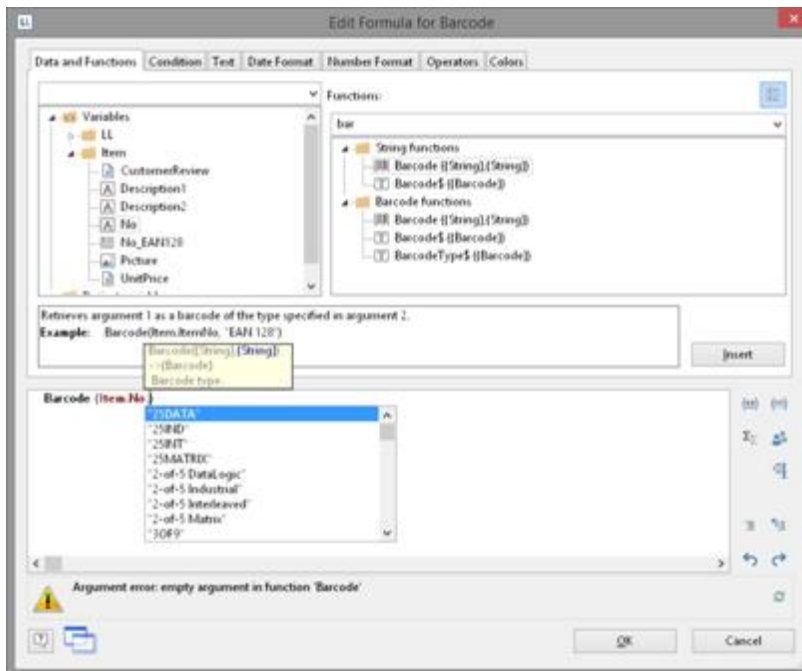 LL
Edit Formula for Barcode
Data and Functions Condition Text Date Format Number Format Operators Colors
Functions:
Variables
LL
Item
CustomerReview
Description1
Description2
No
No_EAN128
Picture
UnitPrice
bar
String functions
Barcode ({String},{String})
Barcode$ ({Barcode})
Barcode functions
Barcode ({String},{String})
Barcode$ ({Barcode})
BarcodeType$ ({Barcode})
Retrieves argument 1 as a barcode of the type specified in argument 2.
Example: Barcode(Item.ItemNo, "EAN 128")
Insert
Barcode({String},{String})
->{Barcode}
Barcode type
Barcode (Item.No )
"25DATA"
"25IND"
"25INT"
"25MATRIX"
"2-of-5 DataLogic"
"2-of-5 Industrial"
"2-of-5 Interleaved"
"2-of-5 Matrix"
"3OF9"
Argument error: empty argument in function 'Barcode'
OK
Cancel